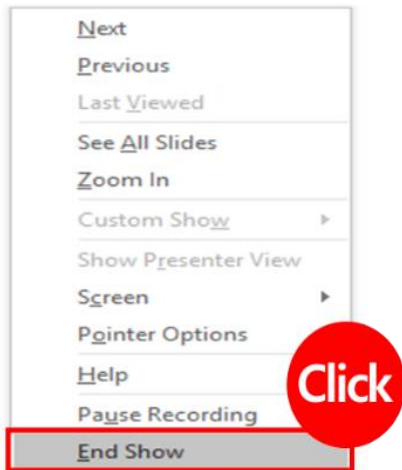 Next
Previous
Last Viewed
See All Slides
Zoom In
Custom Show
Show Presenter View
Screen
Pointer Options
Help
Click
Pause Recording
End Show